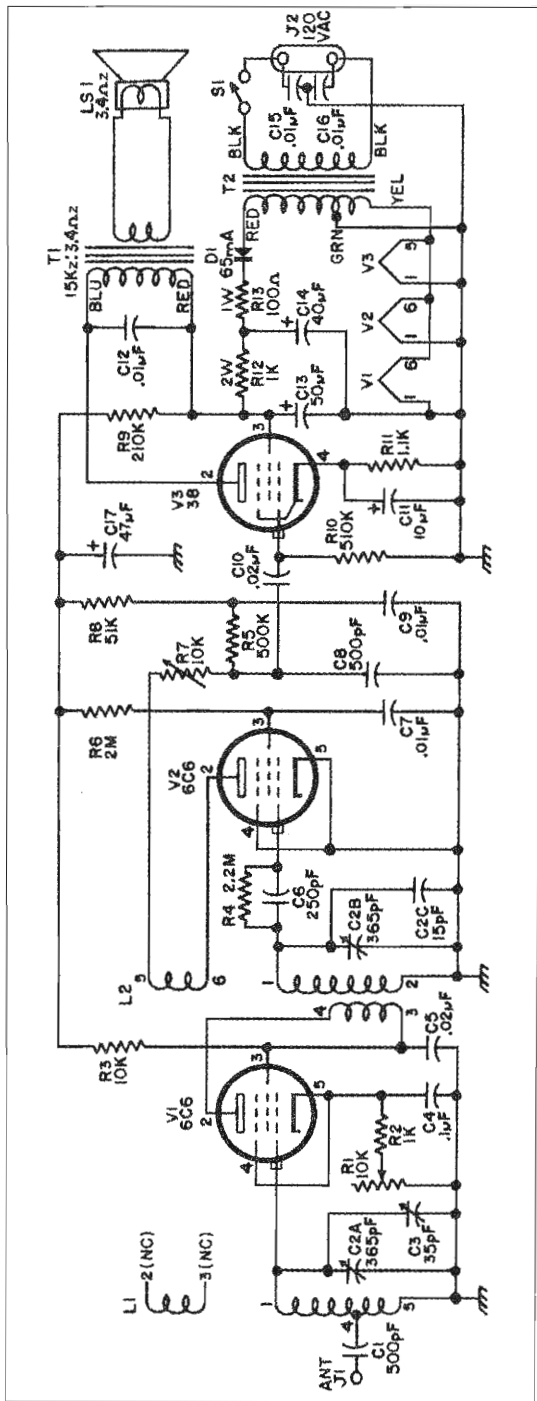 ANT
J1
C1
500pF
L1
2(NC)
3(NC)
1
4
5
C2A
365pF
C3
35pF
R1
10K
R2
1K
C4
.1µF
V1
6C6
2
3
4
5
R3
10K
C5
.02µF
L2
5
6
4
3
1
2
C2B
365pF
C2C
15pF
R4 2.2M
C6
250pF
V2
6C6
2
3
4
5
R6
2M
C7
.01µF
R7
10K
C8
500pF
R5
500K
R8
51K
C9
.01µF
C17
47µF
C10
.02µF
R10
510K
V3
38
2
3
4
C11
10µF
R11
1.1K
R9
210K
C12
.01µF
C13
50µF
2W
R12
1K
1W
R13
100Ω
C14
40µF
D1
65mA
T1
15Kz:3.4Ωz
BLU
RED
LS1
3.4Ωz
T2
RED
GRN
YEL
BLK
BLK
S1
C15
.01µF
C16
.01µF
J2
120
VAC
V1
1
6
V2
1
6
V3
1
5